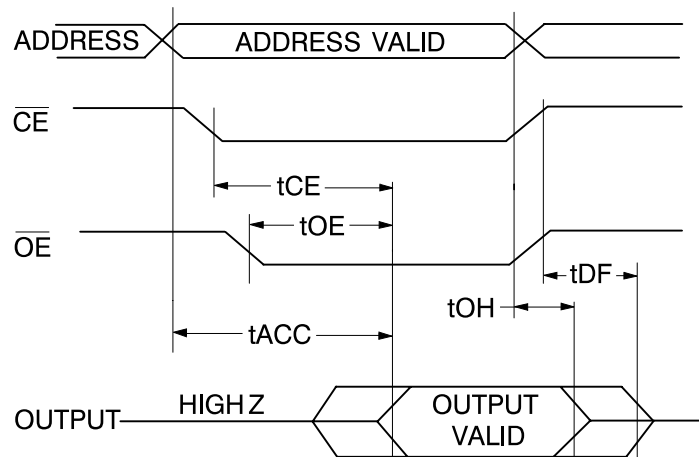 ADDRESS ADDRESS VALID
CE
tCE
tOE
OE
tDF
tOH
tACC
HIGH Z
OUTPUT OUTPUT
VALID